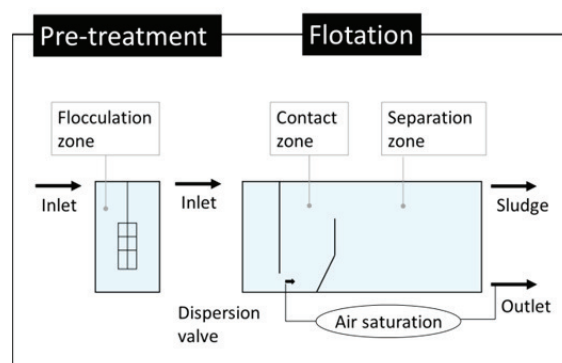 Pre-treatment
Flotation
Flocculation
zone
Contact
zone
Separation
zone
Inlet
Inlet
Sludge
Dispersion
valve
Air saturation
Outlet